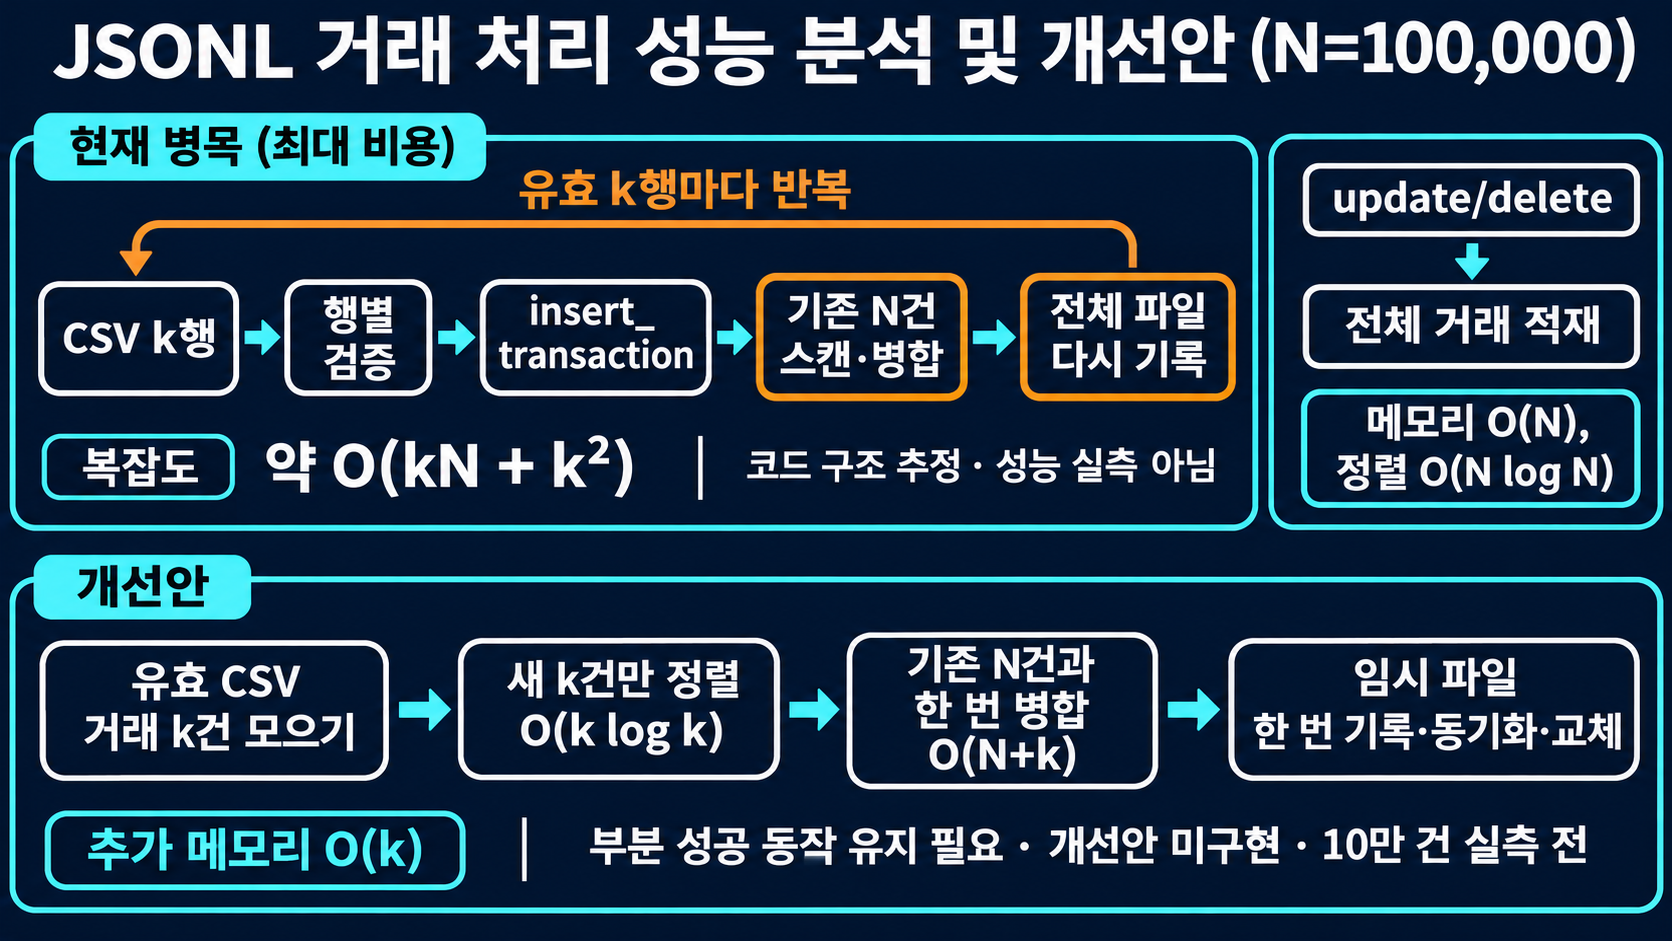 JSONL 거래 처리 성능 분석 및 개선안 (N=100,000)
현재 병목 (최대 비용)
유효 k행마다 반복
CSV k행
행별
검증
insert_
transaction
기존 N건
스캔·병합
전체 파일
다시 기록
복잡도
약 O(kN + k²)
코드 구조 추정 · 성능 실측 아님
update/delete
전체 거래 적재
메모리 O(N),
정렬 O(N log N)
개선안
유효 CSV
거래 k건 모으기
새 k건만 정렬
O(k log k)
기존 N건과
한 번 병합
O(N+k)
임시 파일
한 번 기록·동기화·교체
추가 메모리 O(k)
부분 성공 동작 유지 필요 · 개선안 미구현 · 10만 건 실측 전